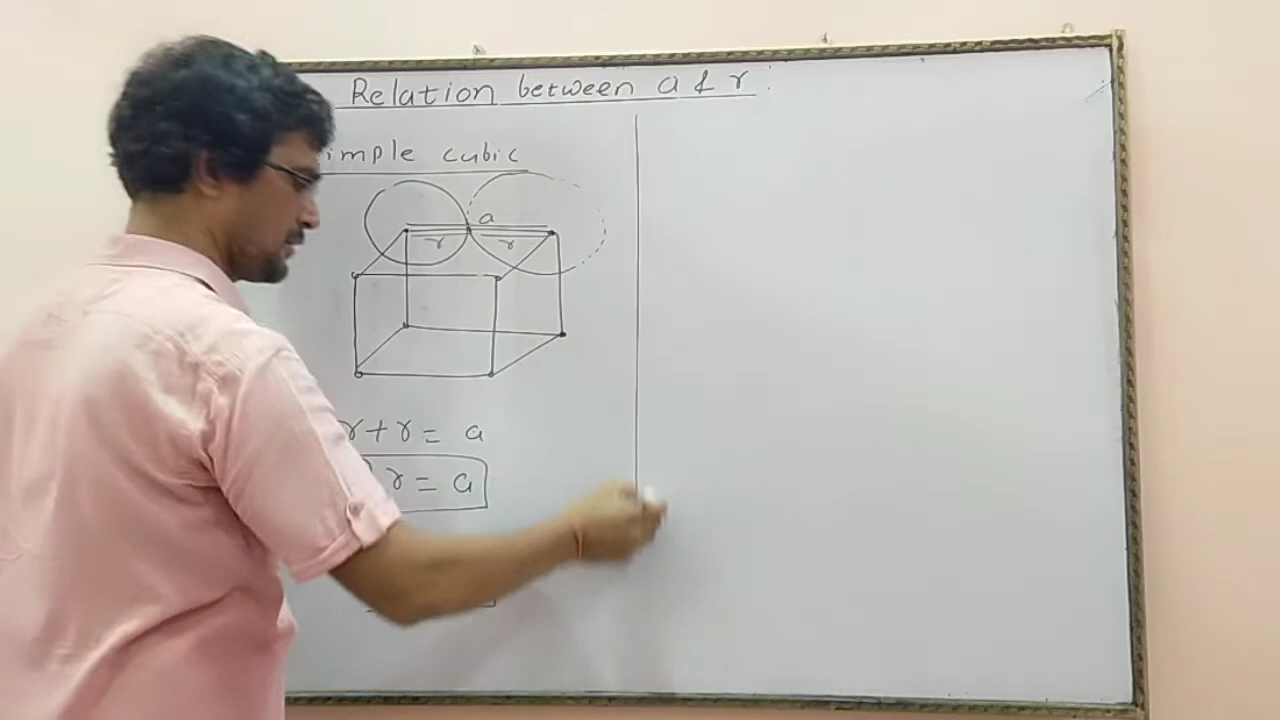 Relation between a & r
imple cubic
a
r r
r + r = a
r = a